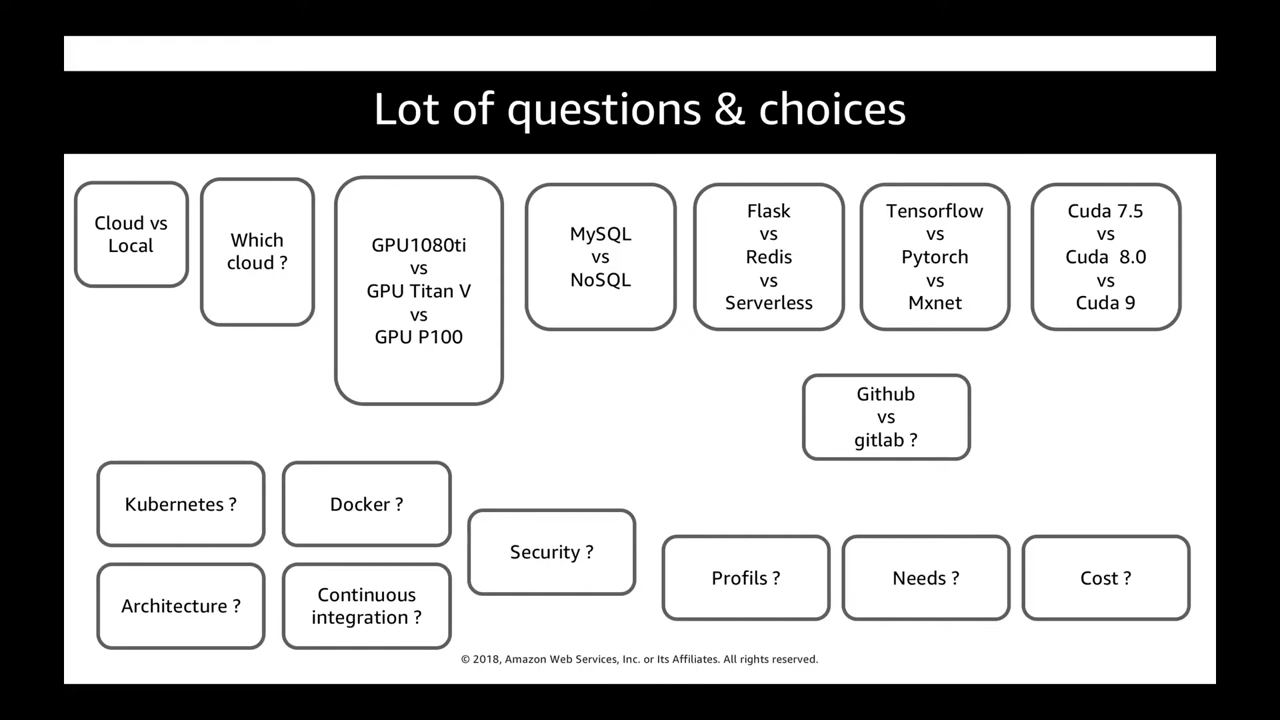 Lot of questions & choices
Cloud vs
Local
Which
cloud ?
GPU1080ti
vs
GPU Titan V
vs
GPU P100
MySQL
vs
NoSQL
Flask
vs
Redis
vs
Serverless
Tensorflow
vs
Pytorch
vs
Mxnet
Cuda 7.5
vs
Cuda 8.0
vs
Cuda 9
Github
vs
gitlab ?
Kubernetes ?
Docker ?
Security ?
Architecture ?
Continuous
integration ?
Profils ?
Needs ?
Cost ?
© 2018, Amazon Web Services, Inc. or Its Affiliates. All rights reserved.